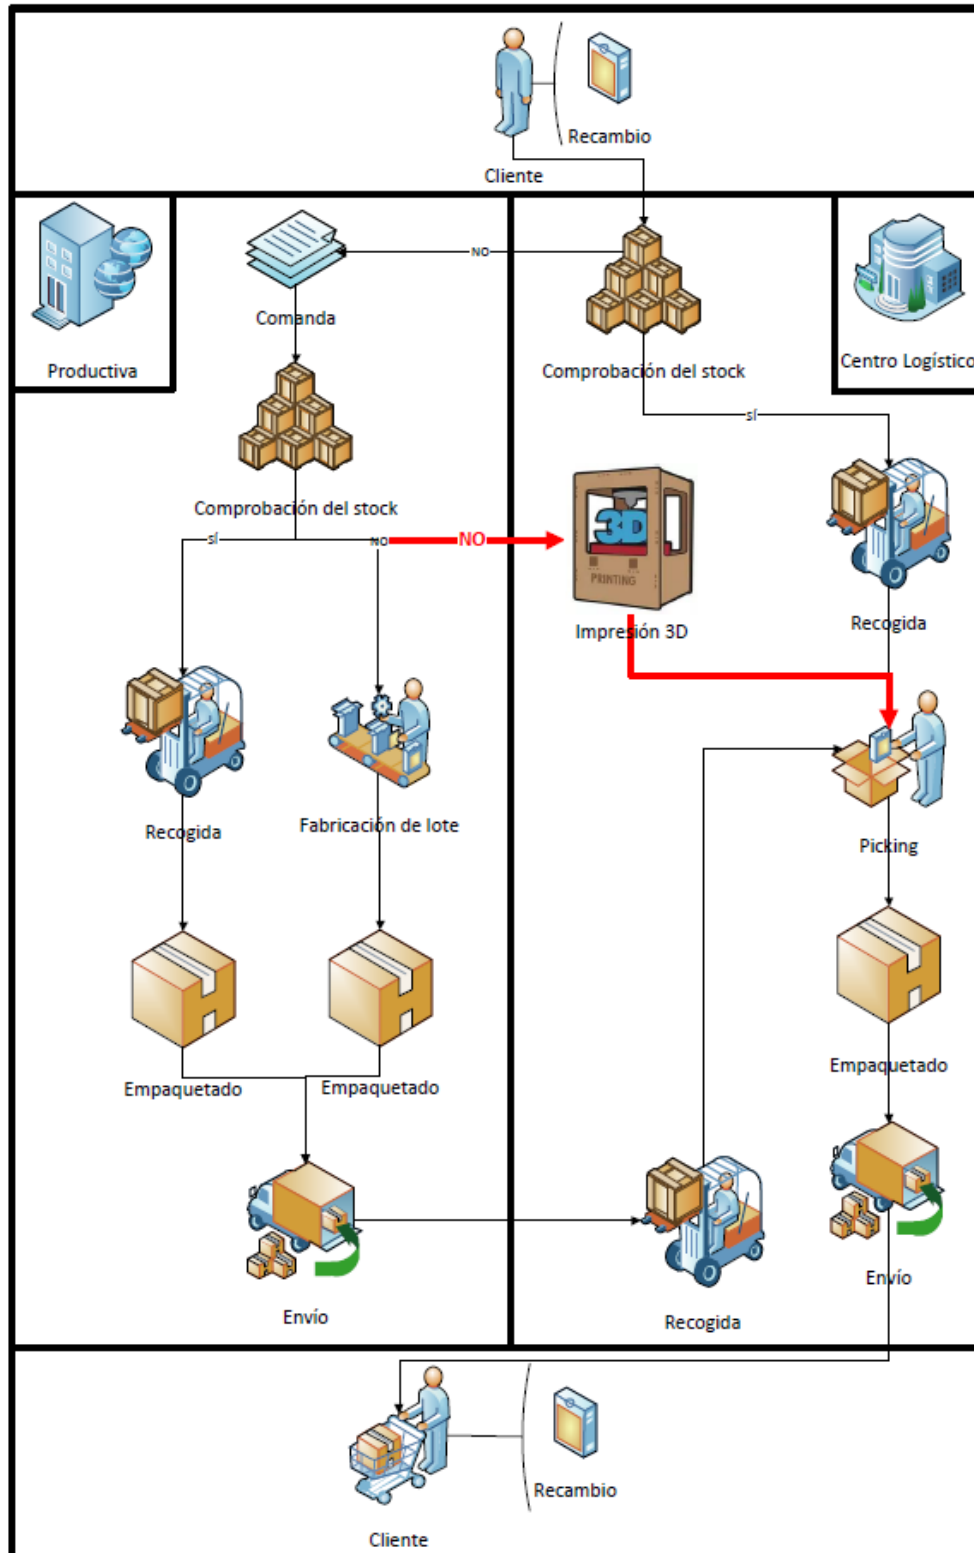 Recambio
Cliente
Productiva
Comanda
NO
Comprobación del stock
Centro Logístico
sí
Comprobación del stock
sí
NO
NO
3D
PRINTING
Impresión 3D
Recogida
Recogida
Fabricación de lote
Picking
Empaquetado
Empaquetado
Empaquetado
Envío
Recogida
Envío
Recambio
Cliente